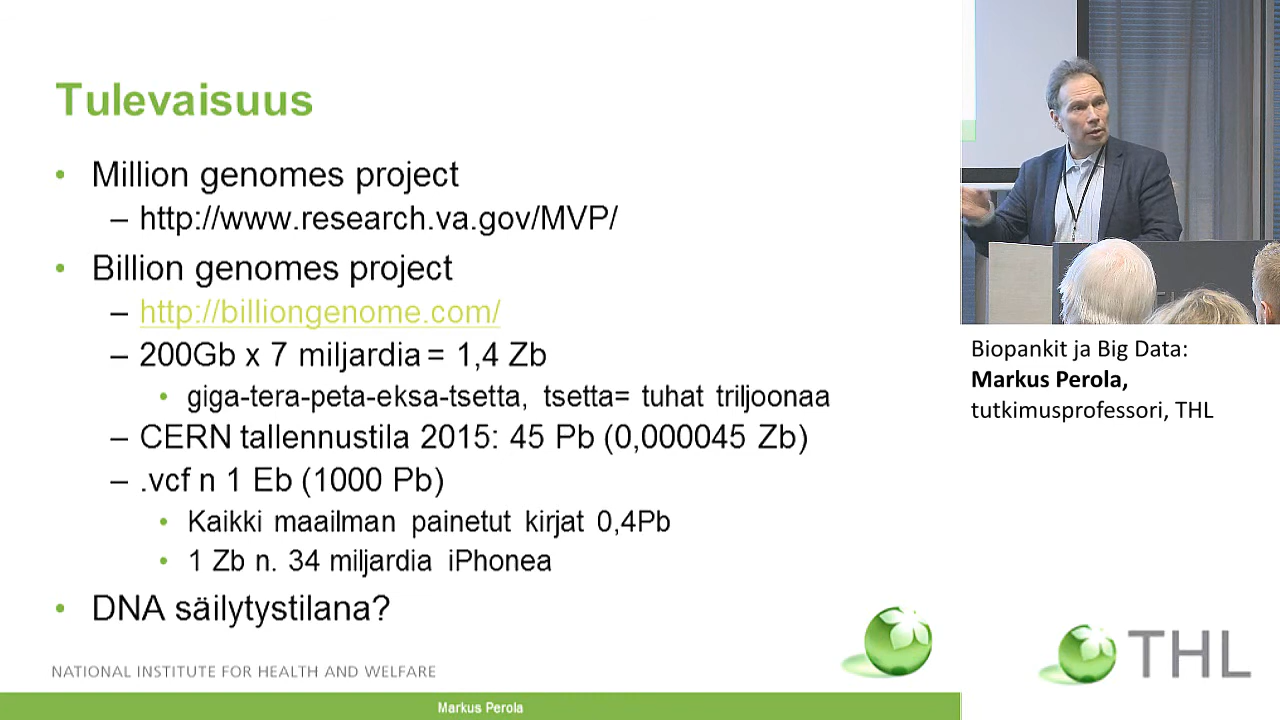 Tulevaisuus
• Million genomes project
– http://www.research.va.gov/MVP/
• Billion genomes project
– http://billiongenome.com/
– 200Gb x 7 miljardia = 1,4 Zb
• giga-tera-peta-eksa-tsetta, tsetta= tuhat triljoonaa
– CERN tallennustila 2015: 45 Pb (0,000045 Zb)
– .vcf n 1 Eb (1000 Pb)
• Kaikki maailman painetut kirjat 0,4Pb
• 1 Zb n. 34 miljardia iPhonea
• DNA säilytystilana?
NATIONAL INSTITUTE FOR HEALTH AND WELFARE
Markus Perola
Biopankit ja Big Data:
Markus Perola,
tutkimusprofessori, THL
THL